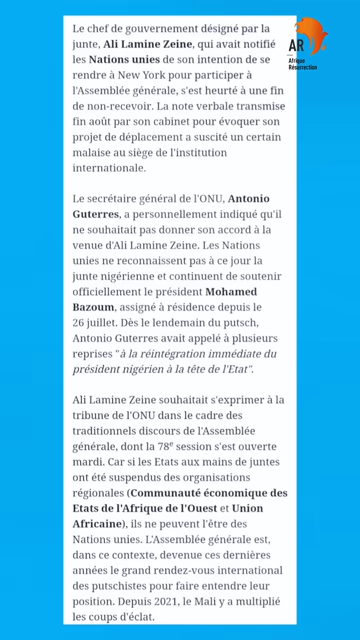 AR
Afrique
Résurrection
Le chef de gouvernement désigné par la
junte, Ali Lamine Zeine, qui avait notifié
les Nations unies de son intention de se
rendre à New York pour participer à
l'Assemblée générale, s'est heurté à une fin
de non-recevoir. La note verbale transmise
fin août par son cabinet pour évoquer son
projet de déplacement a suscité un certain
malaise au siège de l'institution
internationale.
Le secrétaire général de l'ONU, Antonio
Guterres, a personnellement indiqué qu'il
ne souhaitait pas donner son accord à la
venue d'Ali Lamine Zeine. Les Nations
unies ne reconnaissent pas à ce jour la
junte nigérienne et continuent de soutenir
officiellement le président Mohamed
Bazoum, assigné à résidence depuis le
26 juillet. Dès le lendemain du putsch,
Antonio Guterres avait appelé à plusieurs
reprises "à la réintégration immédiate du
président nigérien à la tête de l'Etat".
Ali Lamine Zeine souhaitait s'exprimer à la
tribune de l'ONU dans le cadre des
traditionnels discours de l'Assemblée
générale, dont la 78e session s'est ouverte
mardi. Car si les Etats aux mains de juntes
ont été suspendus des organisations
régionales (Communauté économique des
Etats de l'Afrique de l'Ouest et Union
Africaine), ils ne peuvent l'être des
Nations unies. L'Assemblée générale est,
dans ce contexte, devenue ces dernières
années le grand rendez-vous international
des putschistes pour faire entendre leur
position. Depuis 2021, le Mali y a multiplié
les coups d'éclat.